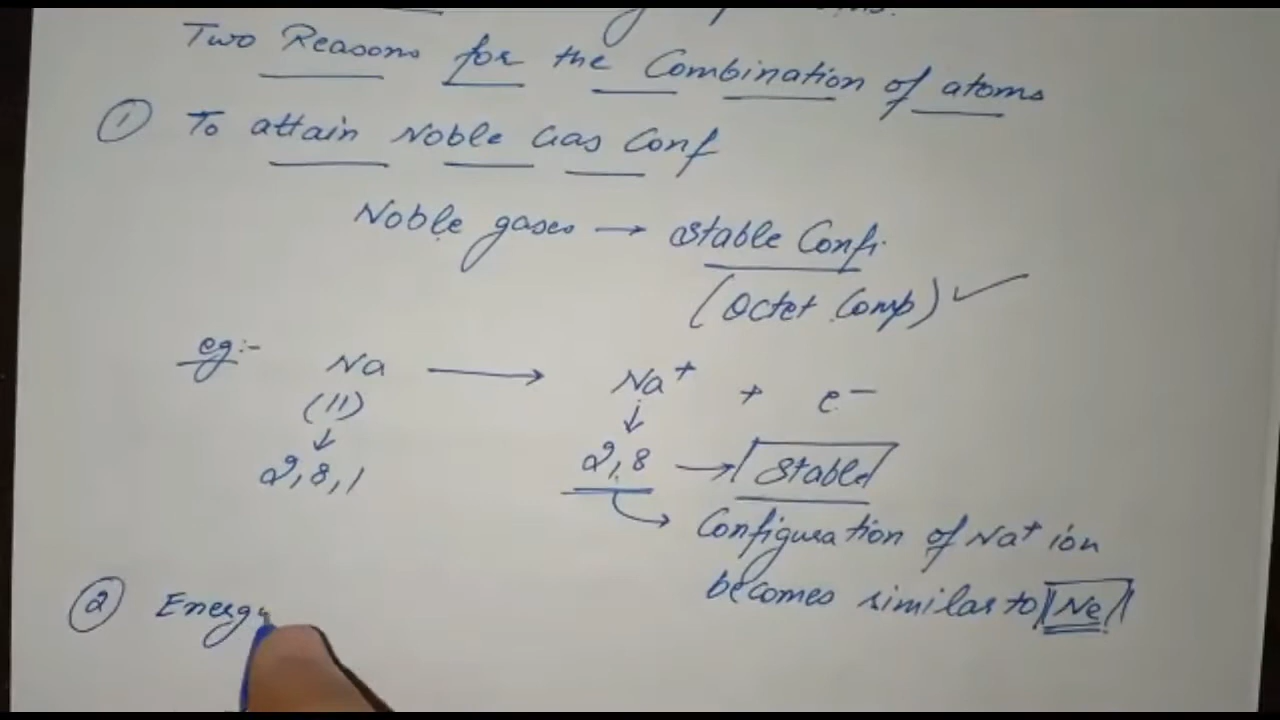 Two Reasons for the Combination of atoms
① To attain Noble Gas Conf
Noble gases → Stable Confi.
(Octet Comp) ✓
eg:- Na ⟶ Na⁺ + e⁻
(11) ↓
↓ 2,8 → Stable
2,8,1
Configuration of Na⁺ ion
becomes similar to Ne
② Energy